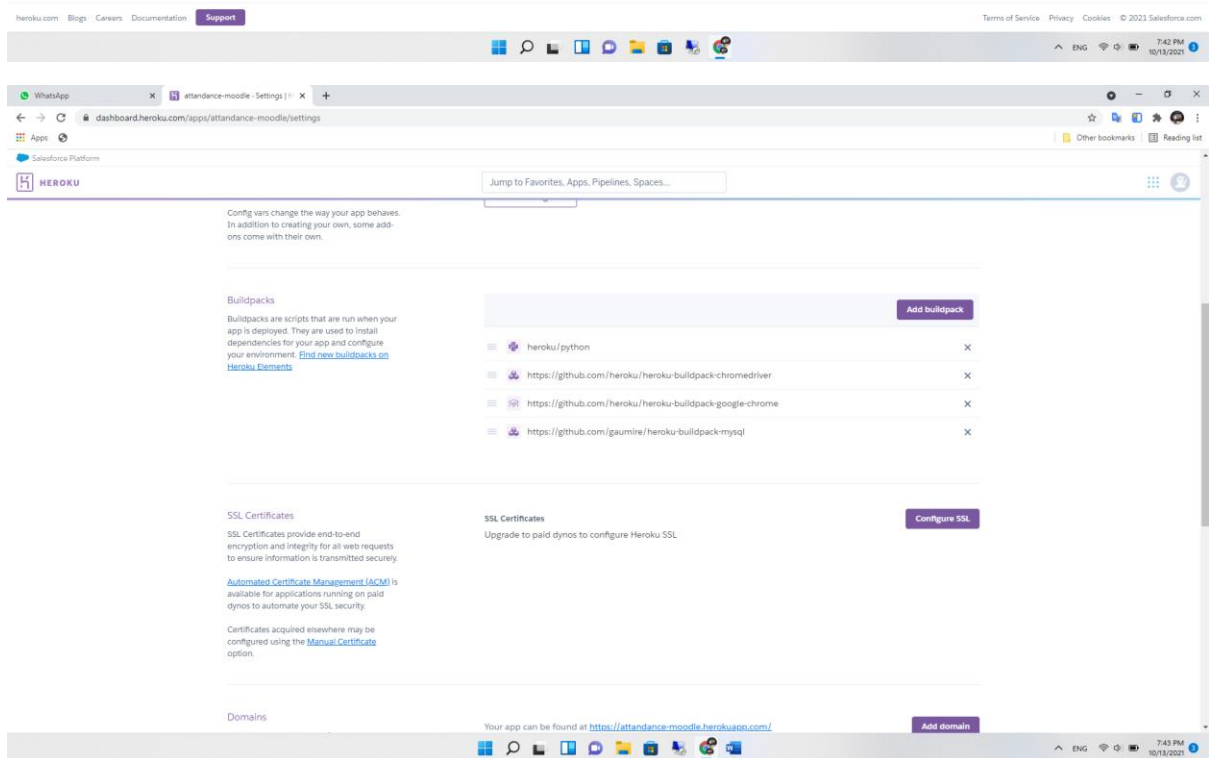 heroku.com Blogs Careers Documentation Support
Terms of Service Privacy Cookies © 2021 Salesforce.com
ENG 7:42 PM
10/13/2021
WhatsApp
attandance-moodle - Settings |
dashboard.heroku.com/apps/attandance-moodle/settings
Apps
Other bookmarks Reading list
Salesforce Platform
HEROKU
Jump to Favorites, Apps, Pipelines, Spaces...
Config vars change the way your app behaves.
In addition to creating your own, some add-
ons come with their own.
Buildpacks
Buildpacks are scripts that are run when your
app is deployed. They are used to install
dependencies for your app and configure
your environment. Find new buildpacks on
Heroku Elements
Add buildpack
heroku/python
https://github.com/heroku/heroku-buildpack-chromedriver
https://github.com/heroku/heroku-buildpack-google-chrome
https://github.com/gaumire/heroku-buildpack-mysql
SSL Certificates
SSL Certificates provide end-to-end
encryption and integrity for all web requests
to ensure information is transmitted securely.
Automated Certificate Management (ACM) is
available for applications running on paid
dynos to automate your SSL security.
Certificates acquired elsewhere may be
configured using the Manual Certificate
option.
SSL Certificates
Upgrade to paid dynos to configure Heroku SSL
Configure SSL
Domains
Your app can be found at https://attandance-moodle.herokuapp.com/
Add domain
ENG 7:43 PM
10/13/2021